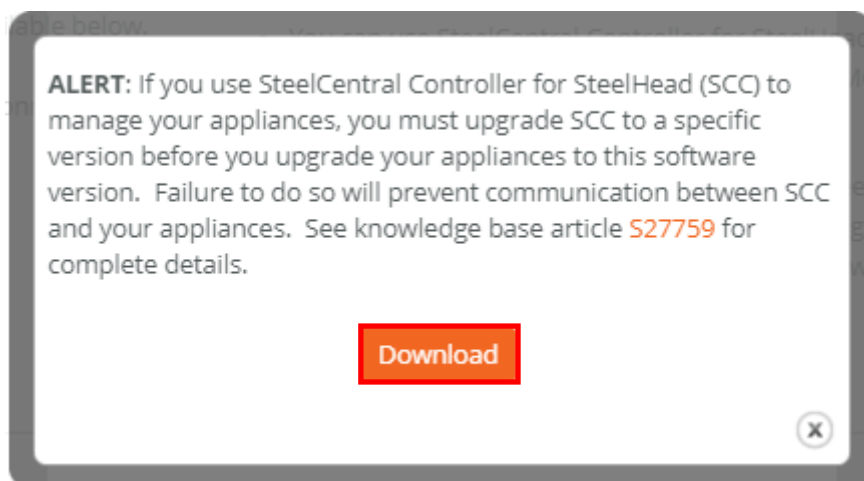 ilable below.
ALERT: If you use SteelCentral Controller for SteelHead (SCC) to
manage your appliances, you must upgrade SCC to a specific
version before you upgrade your appliances to this software
version.  Failure to do so will prevent communication between SCC
and your appliances.  See knowledge base article S27759 for
complete details.
Download
x